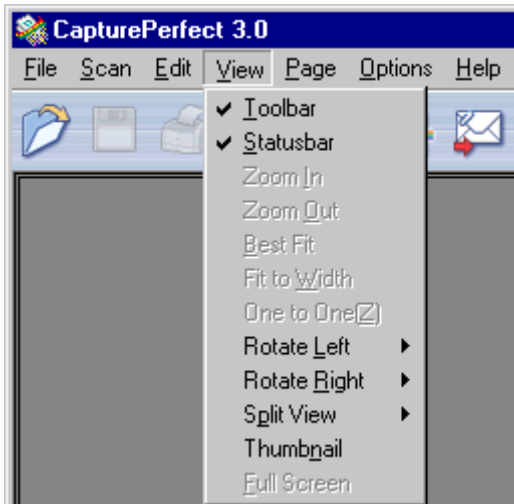 CapturePerfect 3.0
File Scan Edit View Page Options Help
Toolbar
Statusbar
Zoom In
Zoom Out
Best Fit
Fit to Width
One to One(Z)
Rotate Left
Rotate Right
Split View
Thumbnail
Full Screen